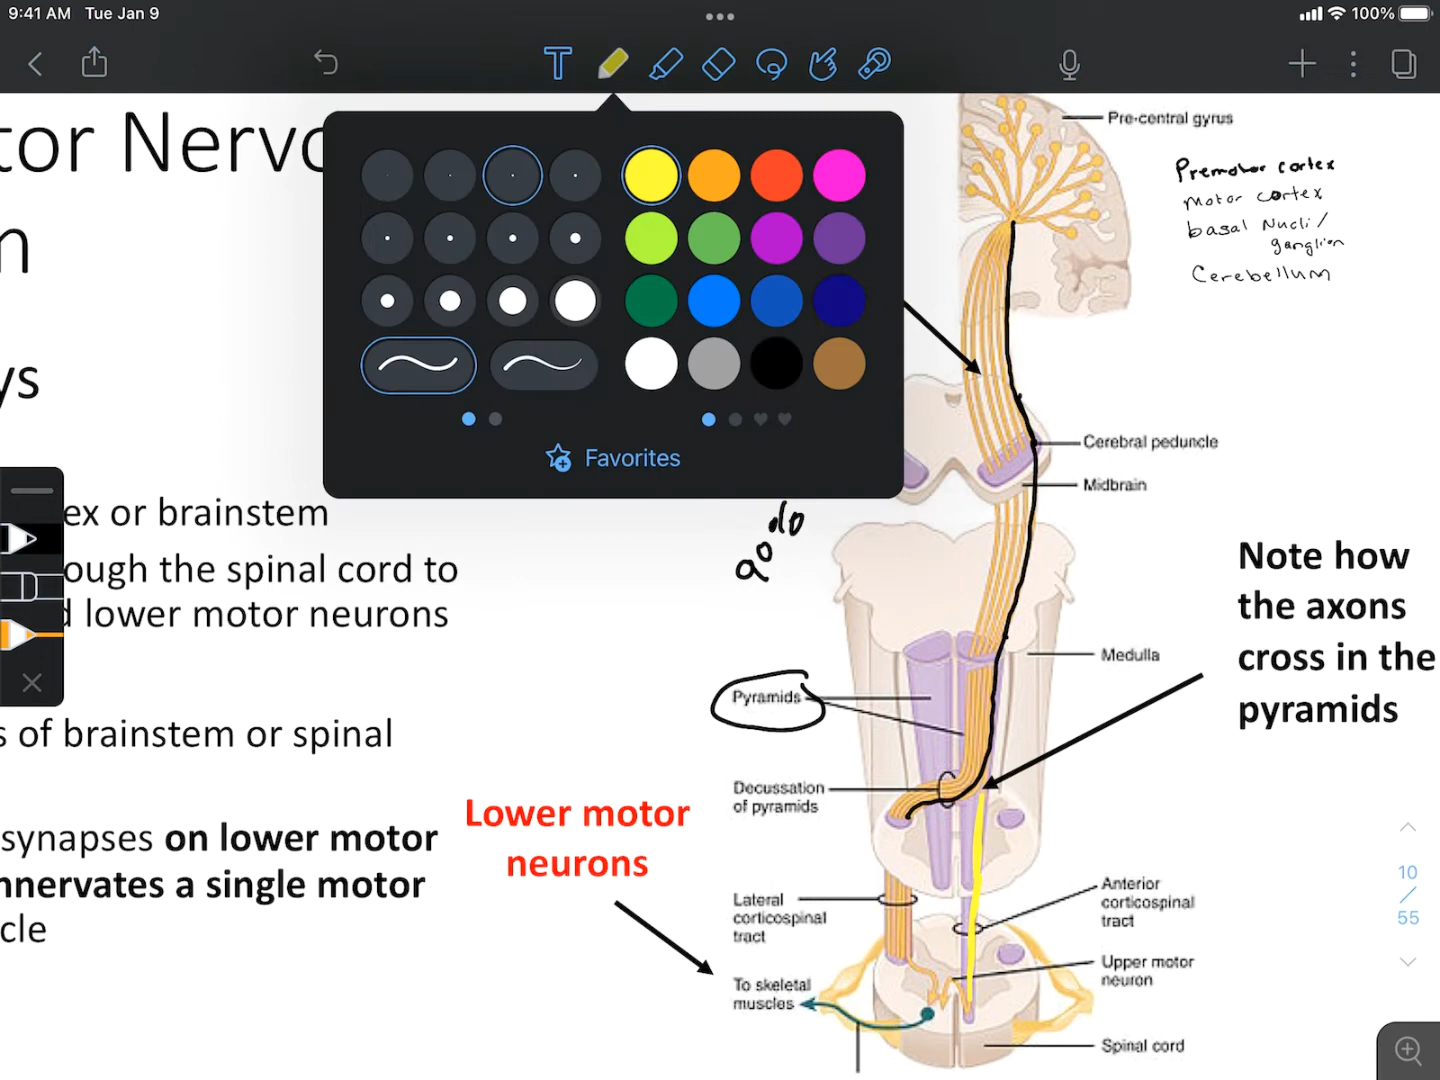 9:41 AM Tue Jan 9
100%
tor Nervo
m
ys
ex or brainstem
ough the spinal cord to
d lower motor neurons
s of brainstem or spinal
synapses on lower motor
nnervates a single motor
cle
Favorites
90%
Lower motor
neurons
Pre-central gyrus
Premotor cortex
motor cortex
basal Nucli/
ganglion
Cerebellum
Cerebral peduncle
Midbrain
Note how
the axons
cross in the
pyramids
Medulla
Pyramids
Decussation
of pyramids
Lateral
corticospinal
tract
Anterior
corticospinal
tract
Upper motor
neuron
To skeletal
muscles
Spinal cord
10
/
55